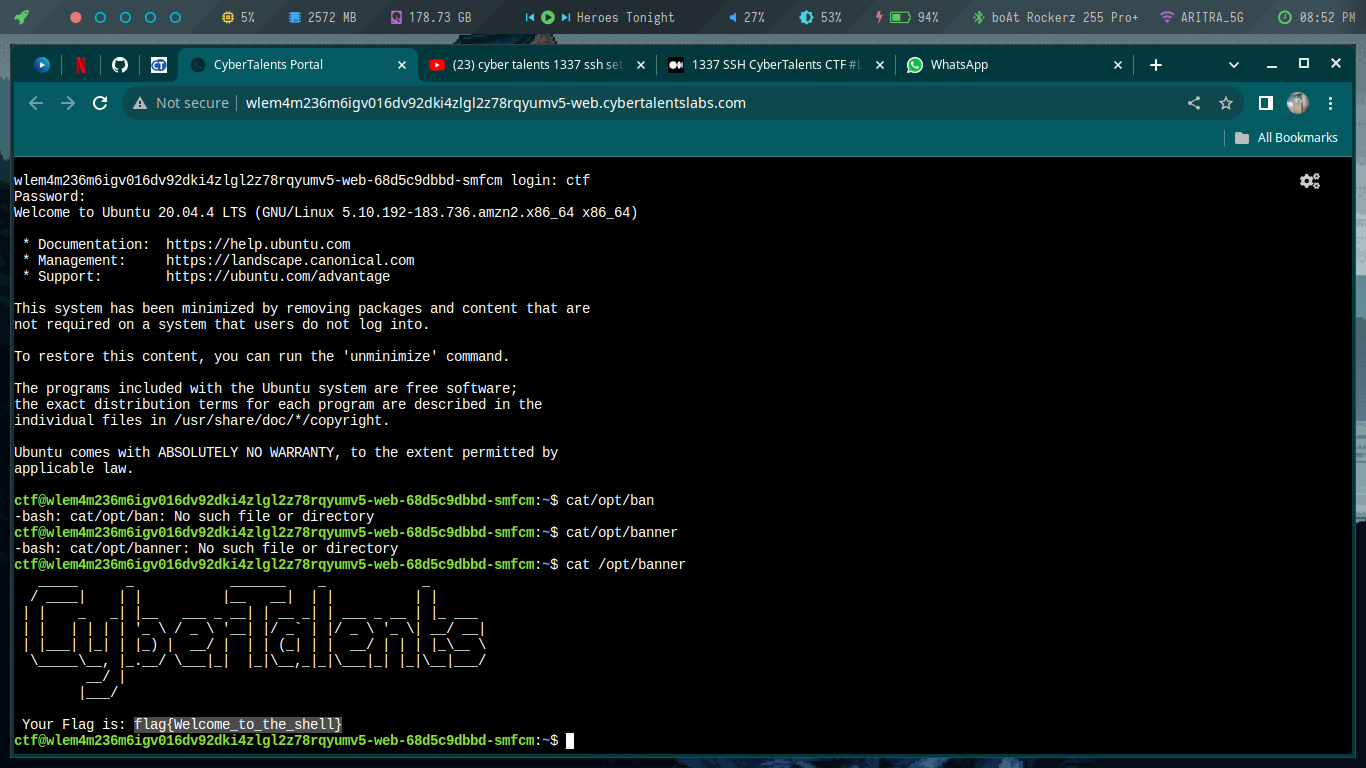 5% 2572 MB 178.73 GB Heroes Tonight 27% 53% 94% boAt Rockerz 255 Pro+ ARITRA_5G 08:52 PM
CyberTalents Portal (23) cyber talents 1337 ssh set 1337 SSH CyberTalents CTF #L WhatsApp
Not secure wlem4m236m6igv016dv92dki4zlgl2z78rqyumv5-web.cybertalentslabs.com
All Bookmarks
wlem4m236m6igv016dv92dki4zlgl2z78rqyumv5-web-68d5c9dbbd-smfcm login: ctf
Password:
Welcome to Ubuntu 20.04.4 LTS (GNU/Linux 5.10.192-183.736.amzn2.x86_64 x86_64)
* Documentation: https://help.ubuntu.com
* Management: https://landscape.canonical.com
* Support: https://ubuntu.com/advantage
This system has been minimized by removing packages and content that are
not required on a system that users do not log into.
To restore this content, you can run the 'unminimize' command.
The programs included with the Ubuntu system are free software;
the exact distribution terms for each program are described in the
individual files in /usr/share/doc/*/copyright.
Ubuntu comes with ABSOLUTELY NO WARRANTY, to the extent permitted by
applicable law.
ctf@wlem4m236m6igv016dv92dki4zlgl2z78rqyumv5-web-68d5c9dbbd-smfcm:~$ cat/opt/ban
-bash: cat/opt/ban: No such file or directory
ctf@wlem4m236m6igv016dv92dki4zlgl2z78rqyumv5-web-68d5c9dbbd-smfcm:~$ cat/opt/banner
-bash: cat/opt/banner: No such file or directory
ctf@wlem4m236m6igv016dv92dki4zlgl2z78rqyumv5-web-68d5c9dbbd-smfcm:~$ cat /opt/banner
CyberTalents
Your Flag is: flag{Welcome_to_the_shell}
ctf@wlem4m236m6igv016dv92dki4zlgl2z78rqyumv5-web-68d5c9dbbd-smfcm:~$